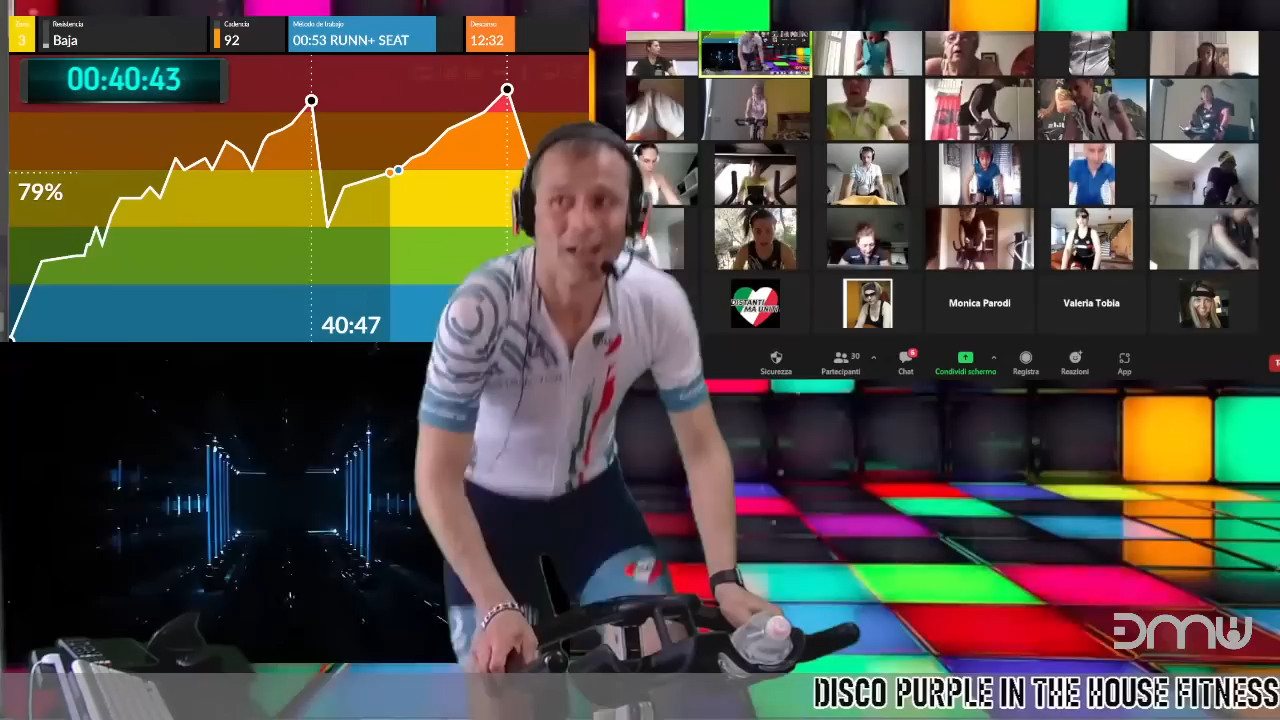 Zona
3
Resistencia
Baja
Cadencia
92
Método de trabajo
00:53 RUNN+ SEAT
Descanso
12:32
00:40:43
79%
40:47
DISTANTI
MA UNITI
Monica Parodi
Valeria Tobia
Sicurezza
30
Partecipanti
6
Chat
Condividi schermo
Registra
Reazioni
App
DMW
DISCO PURPLE IN THE HOUSE FITNESS